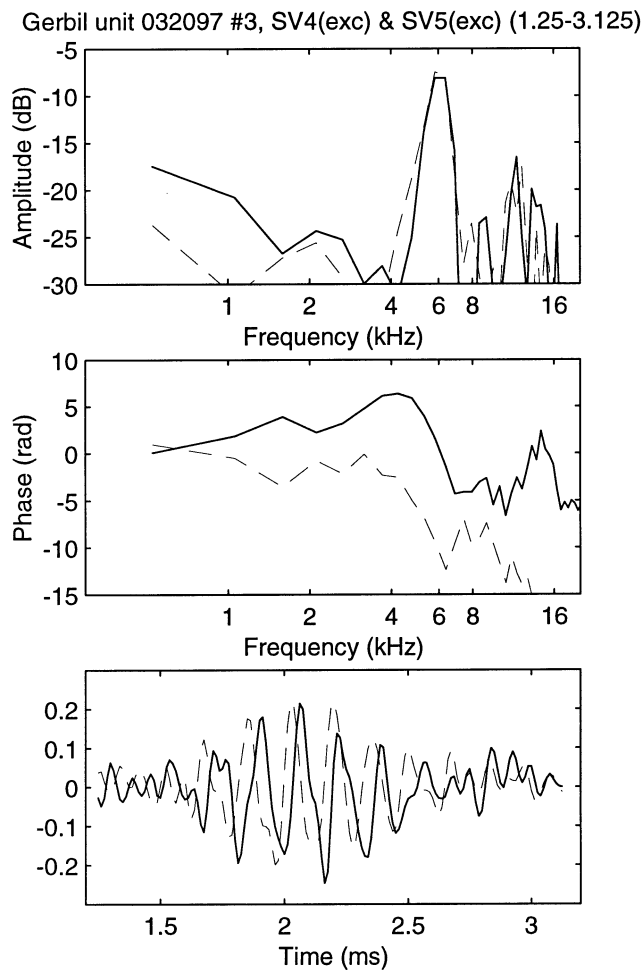 Gerbil unit 032097 #3, SV4(exc) & SV5(exc) (1.25-3.125)
-5
-10
-15
-20
-25
-30
Amplitude (dB)
1 2 4 6 8 16
Frequency (kHz)
10
5
0
-5
-10
-15
Phase (rad)
1 2 4 6 8 16
Frequency (kHz)
0.2
0.1
0
-0.1
-0.2
1.5 2 2.5 3
Time (ms)